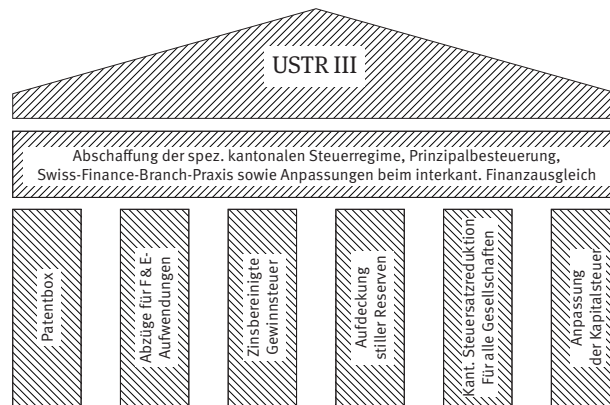 USTR III
Abschaffung der spez. kantonalen Steuerregime, Prinzipalbesteuerung,
Swiss-Finance-Branch-Praxis sowie Anpassungen beim interkant. Finanzausgleich
Patentbox
Abzüge für F & E-
Aufwendungen
Zinsbereinigte
Gewinnsteuer
Aufdeckung
stiller Reserven
Kant. Steuersatzreduktion
Für alle Gesellschaften
Anpassung
der Kapitalsteuer